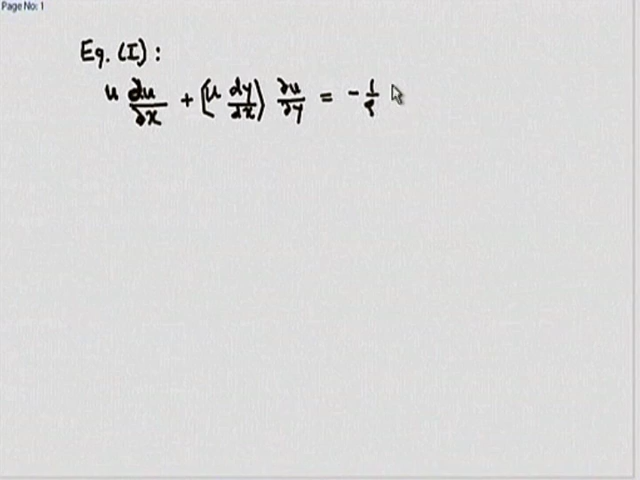 Page No: 1
Eq. (I) :
u ∂u/∂x + (u dy/dx) ∂u/∂y = - 1/ρ